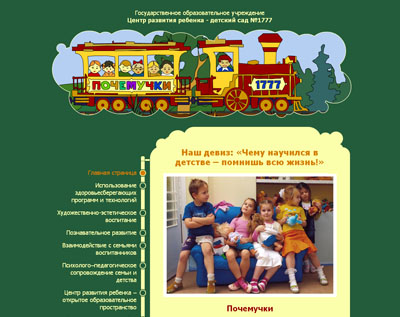 Государственное образовательное учреждение
Центр развития ребенка - детский сад №1777
ПОЧЕМУЧКИ
1777
Наш девиз: «Чему научился в
детстве – помнишь всю жизнь!»
Главная страница
Использование
здоровьесберегающих
программ и технологий
Художественно-эстетическое
воспитание
Познавательное развитие
Взаимодействие с семьями
воспитанников
Психолого-педагогическое
сопровождение семьи и
детства
Центр развития ребенка –
открытое образовательное
пространство
Почемучки